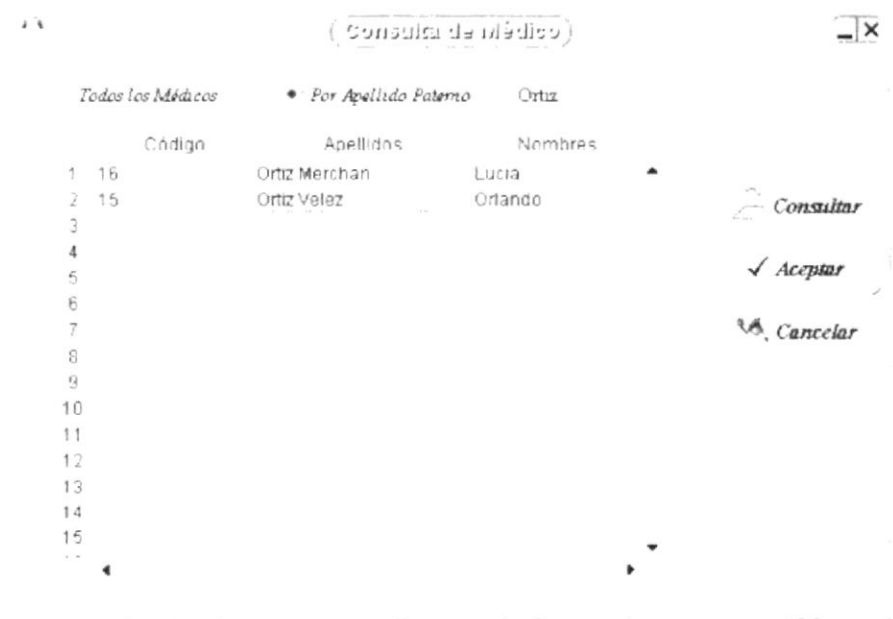 Consulta de Médico
Todos los Médicos Por Apellido Paterno Ortiz
Código Apellidos Nombres
1 16 Ortiz Merchan Lucia
2 15 Ortiz Velez Orlando
3
4
5
6
7
8
9
10
11
12
13
14
15
Consultar
Aceptar
Cancelar